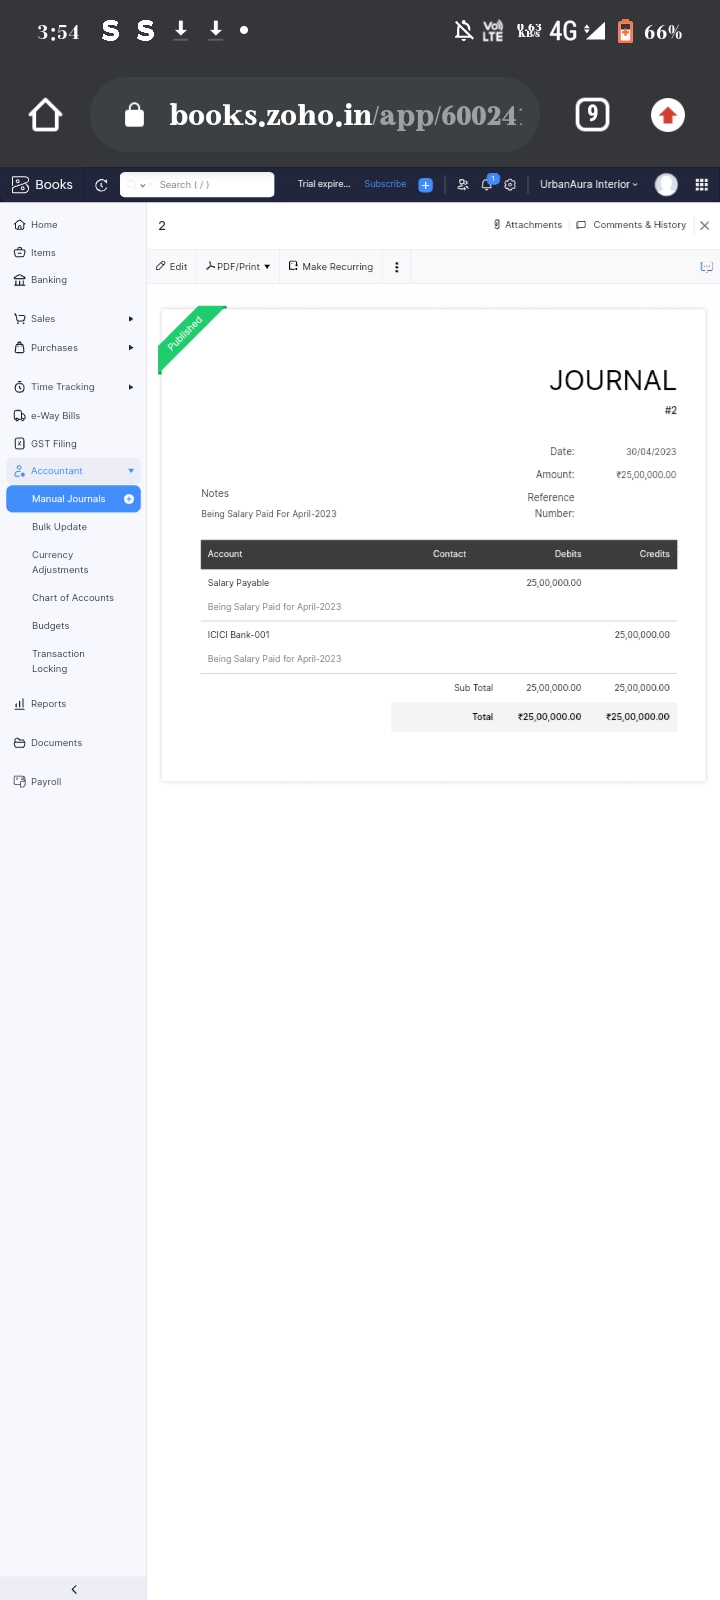 3:54 S S VoI) LTE 0.63 KB/s 4G 66%
books.zoho.in/app/60024 9
Books Search ( / ) Trial expire... Subscribe 1 UrbanAura Interior
Home
Items
Banking
Sales
Purchases
Time Tracking
e-Way Bills
GST Filing
Accountant
Manual Journals
Bulk Update
Currency
Adjustments
Chart of Accounts
Budgets
Transaction
Locking
Reports
Documents
Payroll
2 Attachments Comments & History
Edit PDF/Print Make Recurring
Published
JOURNAL
#2
Date: 30/04/2023
Amount: ₹25,00,000.00
Reference
Number:
Notes
Being Salary Paid For April-2023
Account Contact Debits Credits
Salary Payable 25,00,000.00
Being Salary Paid for April-2023
ICICI Bank-001 25,00,000.00
Being Salary Paid for April-2023
Sub Total 25,00,000.00 25,00,000.00
Total ₹25,00,000.00 ₹25,00,000.00